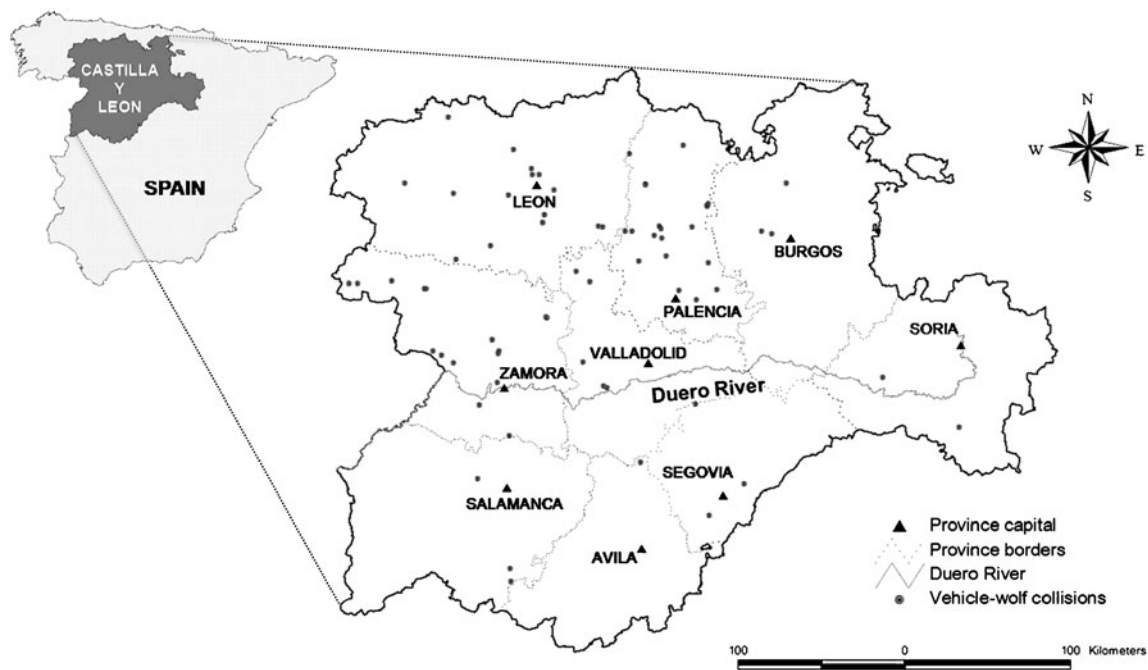 CASTILLA
Y
LEON
SPAIN
N
W
E
S
LEON
BURGOS
PALENCIA
SORIA
VALLADOLID
ZAMORA
Duero River
SEGOVIA
SALAMANCA
AVILA
Province capital
Province borders
Duero River
Vehicle-wolf collisions
100 0 100 Kilometers